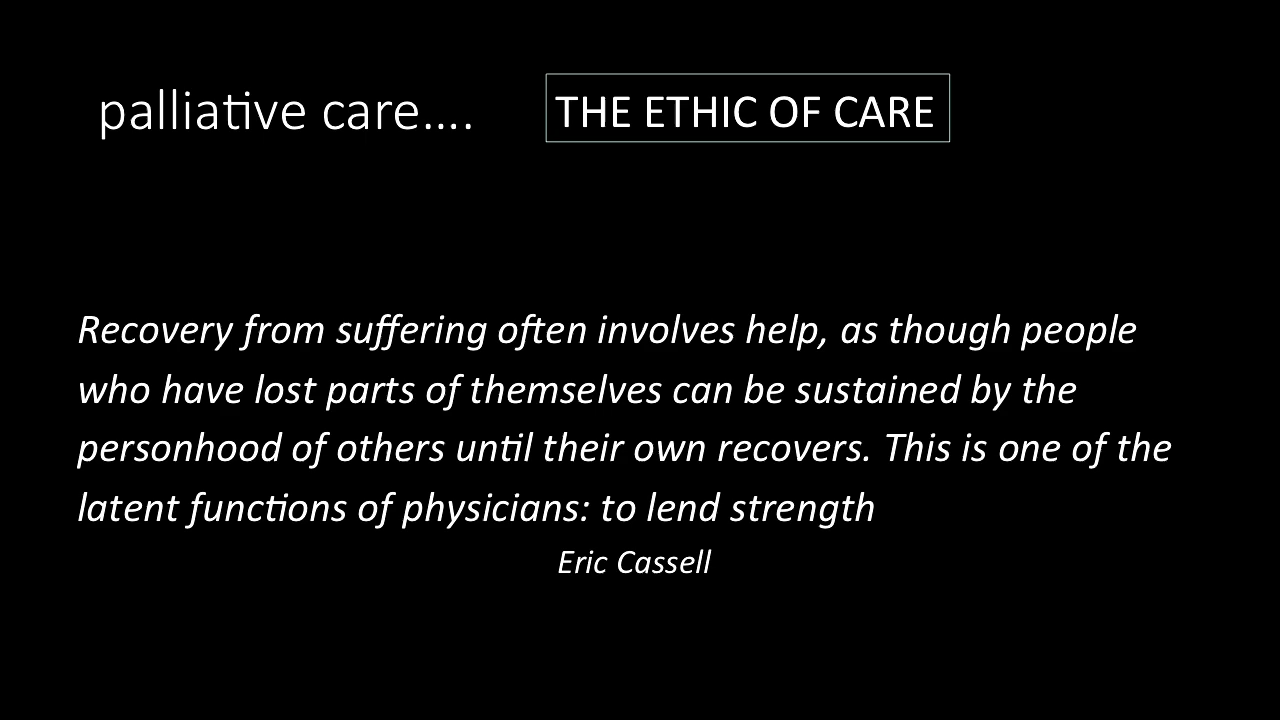 palliative care....
THE ETHIC OF CARE
Recovery from suffering often involves help, as though people
who have lost parts of themselves can be sustained by the
personhood of others until their own recovers. This is one of the
latent functions of physicians: to lend strength
Eric Cassell